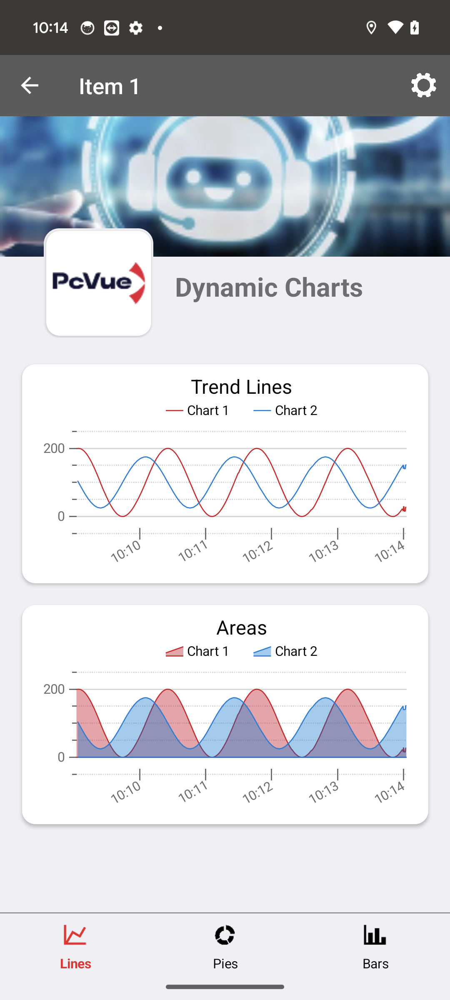 10:14
Item 1
PcVue
Dynamic Charts
Trend Lines
Chart 1 Chart 2
200
0
10:10 10:11 10:12 10:13 10:14
Areas
Chart 1 Chart 2
200
0
10:10 10:11 10:12 10:13 10:14
Lines Pies Bars